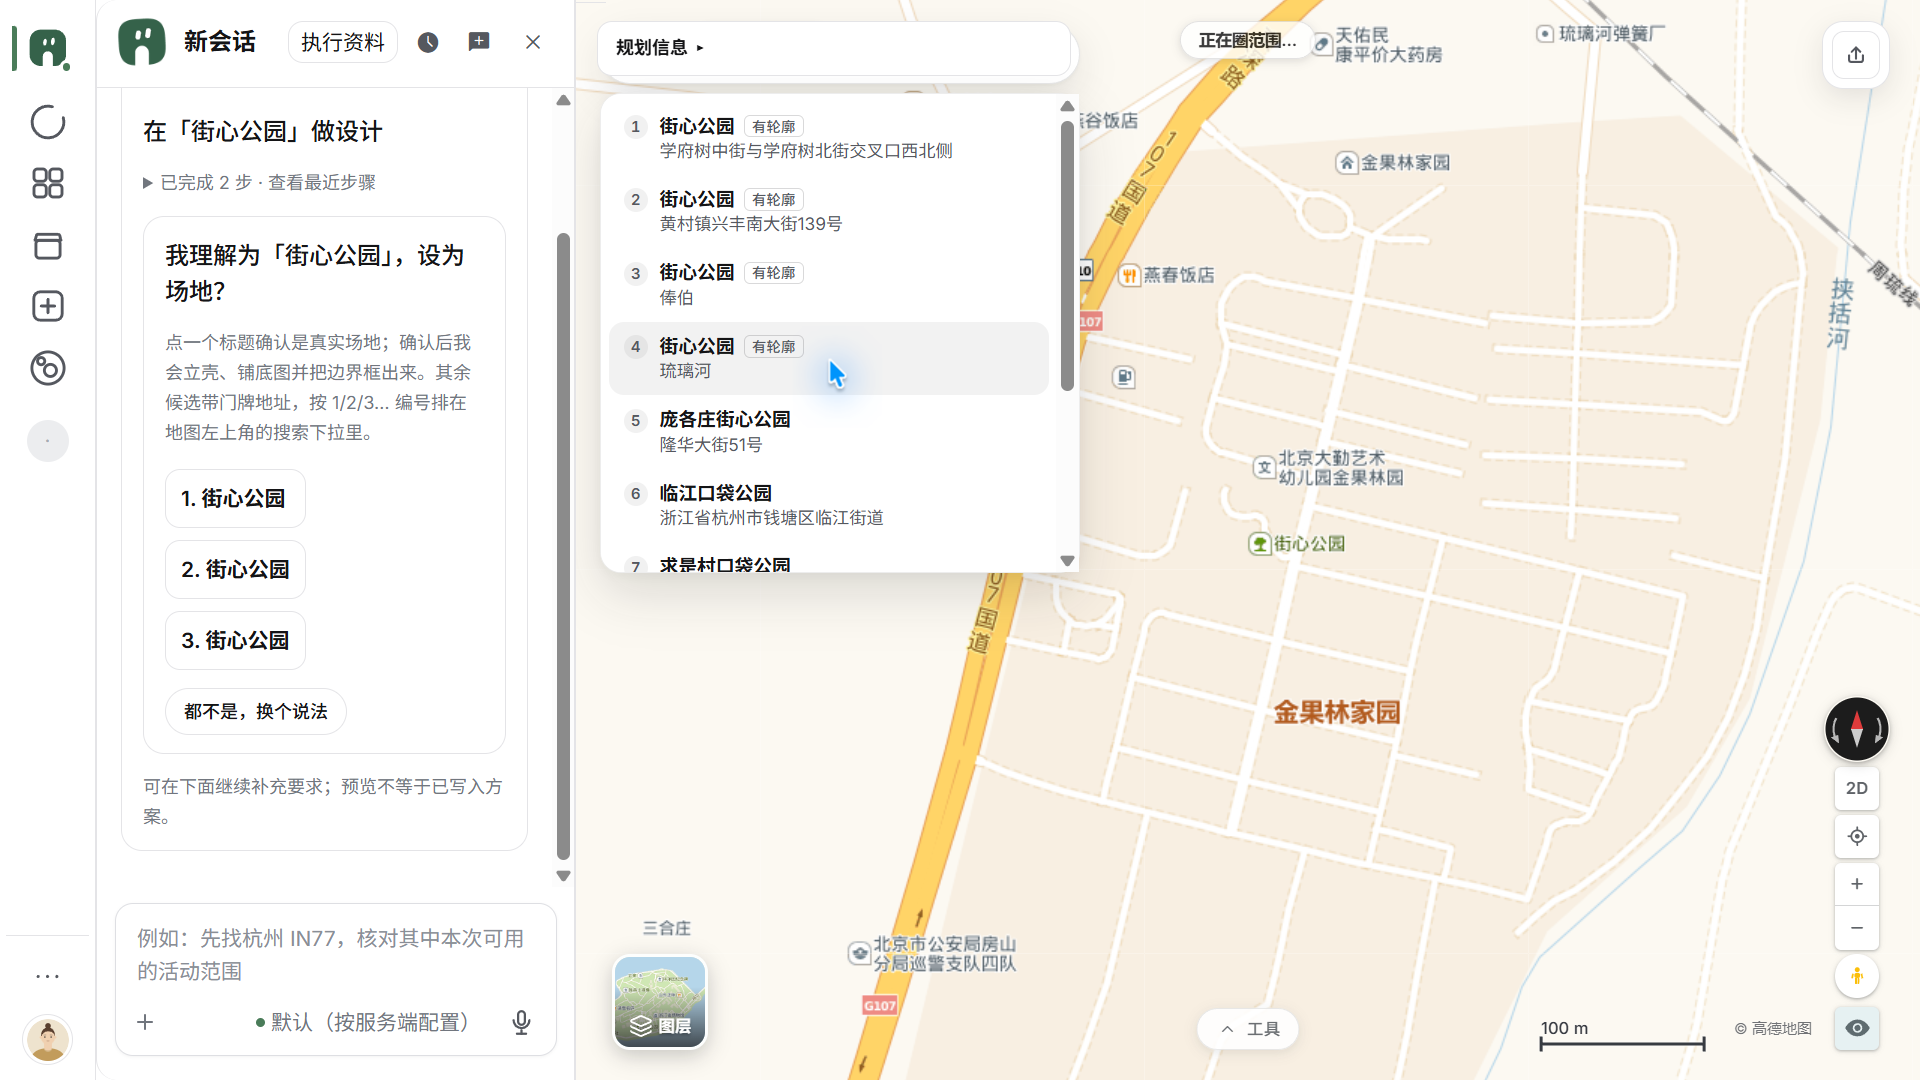 新会话
执行资料
在「街心公园」做设计
已完成 2 步 · 查看最近步骤
我理解为「街心公园」，设为
场地？
点一个标题确认是真实场地；确认后我
会立壳、铺底图并把边界框出来。其余
候选带门牌地址，按 1/2/3... 编号排在
地图左上角的搜索下拉里。
1. 街心公园
2. 街心公园
3. 街心公园
都不是，换个说法
可在下面继续补充要求；预览不等于已写入方
案。
例如：先找杭州 IN77，核对其中本次可用
的活动范围
默认（按服务端配置）
规划信息
1 街心公园 有轮廓
学府树中街与学府树北街交叉口西北侧
2 街心公园 有轮廓
黄村镇兴丰南大街139号
3 街心公园 有轮廓
俸伯
4 街心公园 有轮廓
琉璃河
5 庞各庄街心公园
隆华大街51号
6 临江口袋公园
浙江省杭州市钱塘区临江街道
7 求是村口袋公园
正在圈范围...
天佑民
康平价大药房
琉璃河弹簧厂
谷饭店
107国道
金果林家园
燕春饭店
10
107
周琉线
挟括河
北京大勤艺术
幼儿园金果林园
文
街心公园
07国道
金果林家园
三合庄
北京市公安局房山
分局巡警支队四队
G107
图层
工具
100 m
© 高德地图
2D